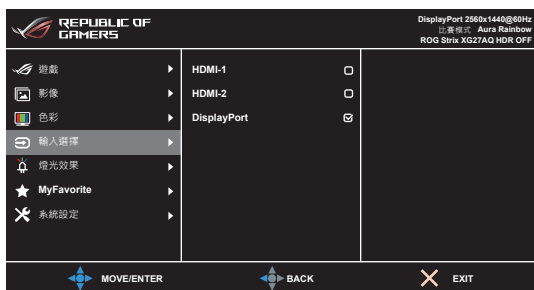 REPUBLIC OF
GAMERS
DisplayPort 2560x1440@60Hz
比賽模式 Aura Rainbow
ROG Strix XG27AQ HDR OFF
遊戲
影像
色彩
輸入選擇
燈光效果
MyFavorite
系統設定
HDMI-1
HDMI-2
DisplayPort
MOVE/ENTER
BACK
EXIT